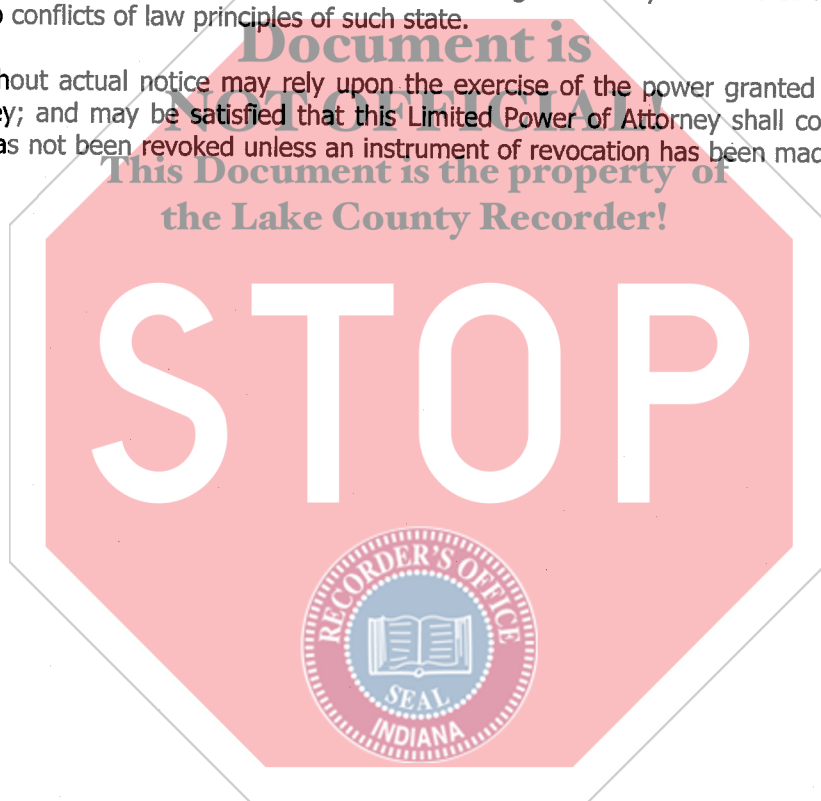 conflicts of law principles of such state.
Document is
hout actual notice may rely upon the exercise of the power granted
NOT OFFICIAL!
ey; and may be satisfied that this Limited Power of Attorney shall co
as not been revoked unless an instrument of revocation has been mad
This Document is the property of
the Lake County Recorder!
STOP
RECORDER'S OFFICE
SEAL
INDIANA